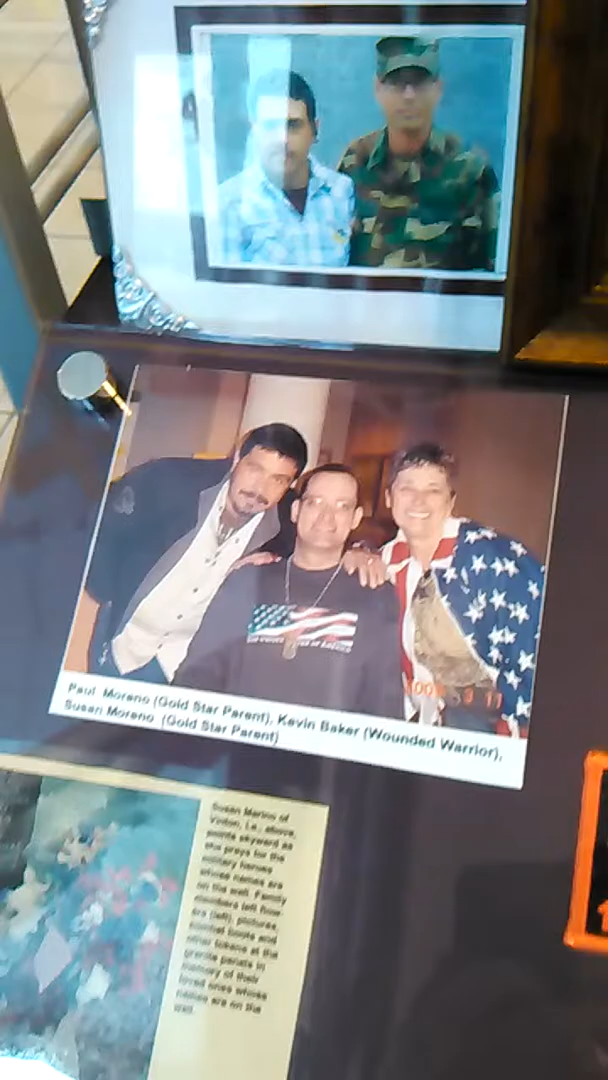 Paul Moreno (Gold Star Parent), Kevin Baker (Wounded Warrior),
Susan Moreno (Gold Star Parent)
Susan Marino of
Vinton, La., above,
points skyward as
she prays for the
military heroes
whose names are
on the wall. Family
members left
(left), pictures,
combat boots and
other tokens at the
granite panels in
memory of their
loved ones whose
names are on the
wall.